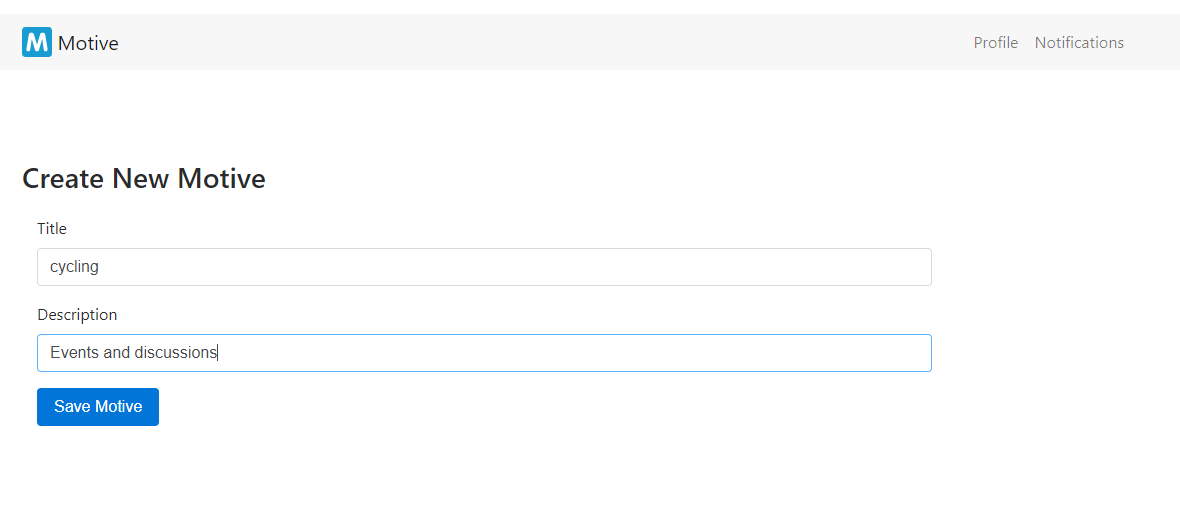 M Motive Profile Notifications
Create New Motive
Title
cycling
Description
Events and discussions
Save Motive